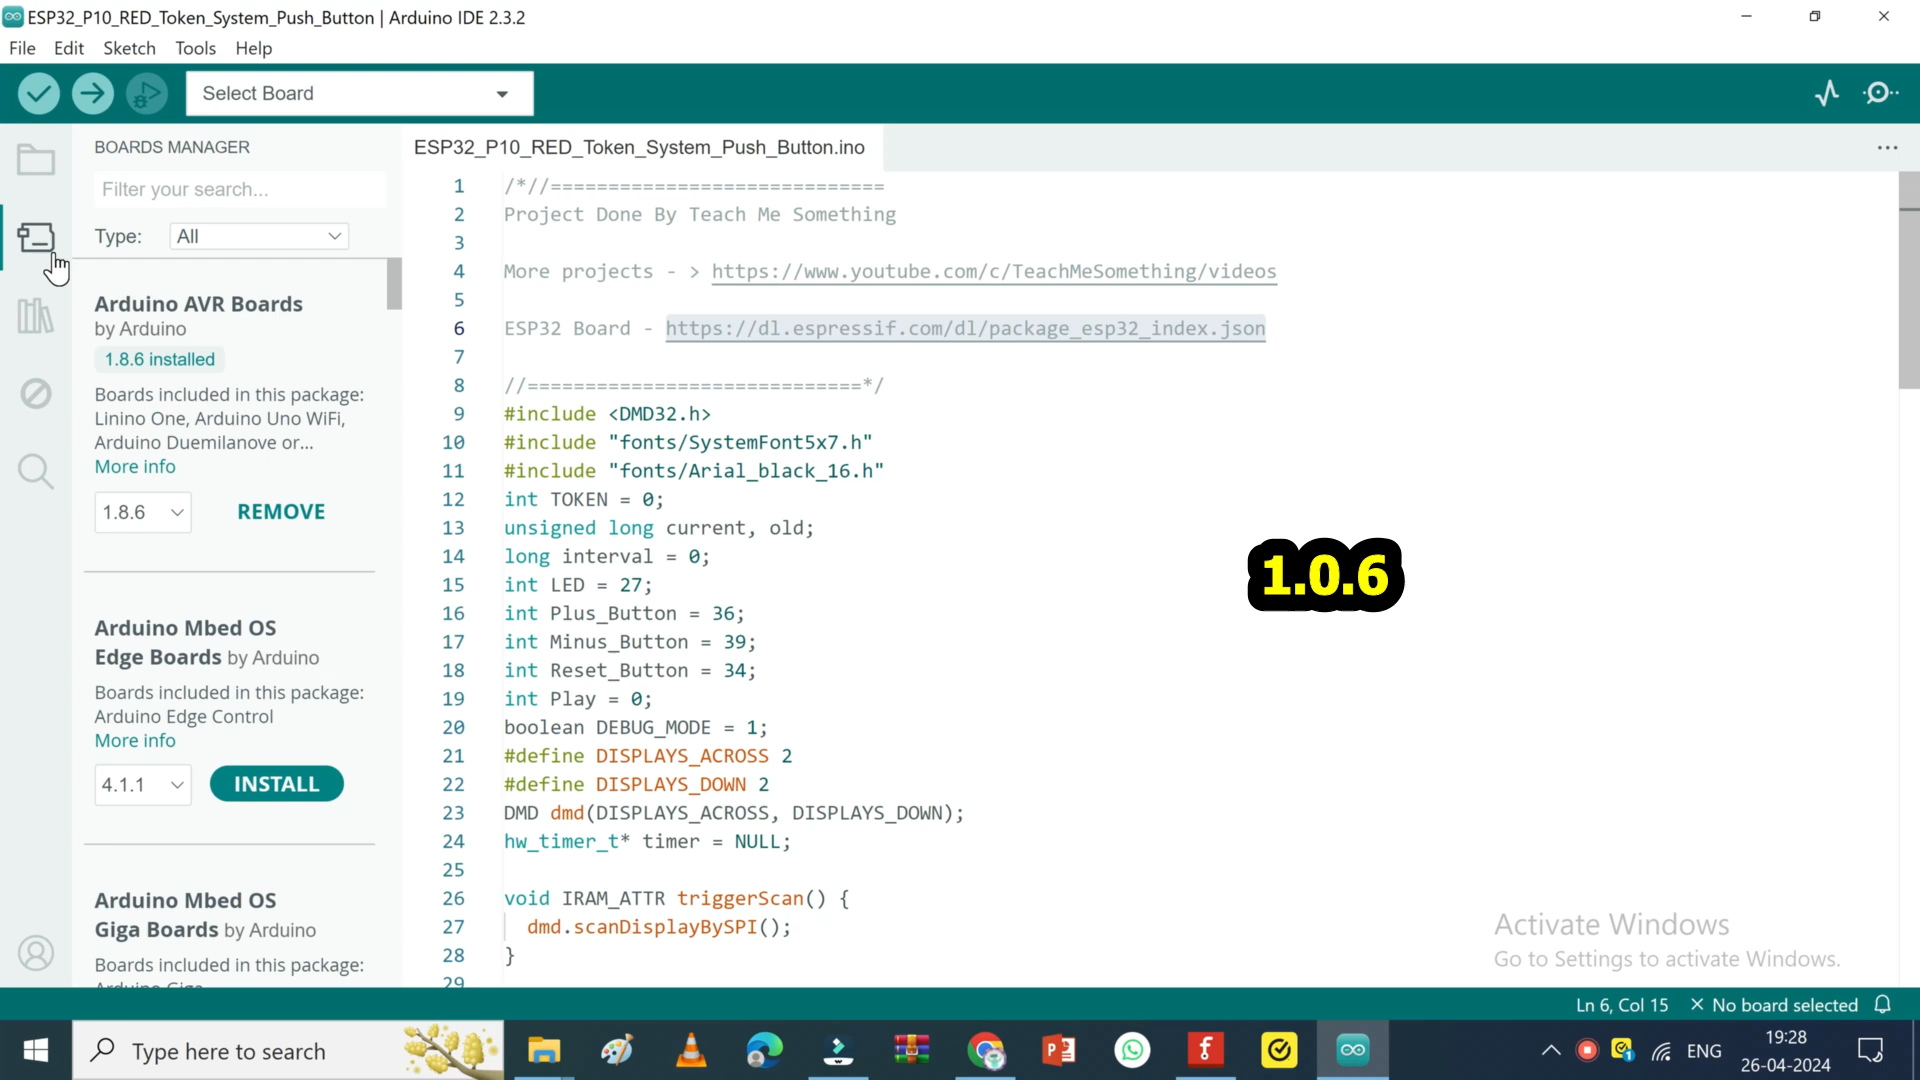 ESP32_P10_RED_Token_System_Push_Button | Arduino IDE 2.3.2
File Edit Sketch Tools Help
Select Board
BOARDS MANAGER
Filter your search...
Type: All
Arduino AVR Boards
by Arduino
1.8.6 installed
Boards included in this package:
Linino One, Arduino Uno WiFi,
Arduino Duemilanove or...
More info
1.8.6 REMOVE
Arduino Mbed OS
Edge Boards by Arduino
Boards included in this package:
Arduino Edge Control
More info
4.1.1 INSTALL
Arduino Mbed OS
Giga Boards by Arduino
Boards included in this package:
Arduino Giga
ESP32_P10_RED_Token_System_Push_Button.ino
1 /*//=============================
2 Project Done By Teach Me Something
3
4 More projects - > https://www.youtube.com/c/TeachMeSomething/videos
5
6 ESP32 Board - https://dl.espressif.com/dl/package_esp32_index.json
7
8 //=============================*/
9 #include <DMD32.h>
10 #include "fonts/SystemFont5x7.h"
11 #include "fonts/Arial_black_16.h"
12 int TOKEN = 0;
13 unsigned long current, old;
14 long interval = 0;
15 int LED = 27;
16 int Plus_Button = 36;
17 int Minus_Button = 39;
18 int Reset_Button = 34;
19 int Play = 0;
20 boolean DEBUG_MODE = 1;
21 #define DISPLAYS_ACROSS 2
22 #define DISPLAYS_DOWN 2
23 DMD dmd(DISPLAYS_ACROSS, DISPLAYS_DOWN);
24 hw_timer_t* timer = NULL;
25
26 void IRAM_ATTR triggerScan() {
27 dmd.scanDisplayBySPI();
28 }
29
1.0.6
Activate Windows
Go to Settings to activate Windows.
Ln 6, Col 15 × No board selected
Type here to search
ENG
19:28
26-04-2024